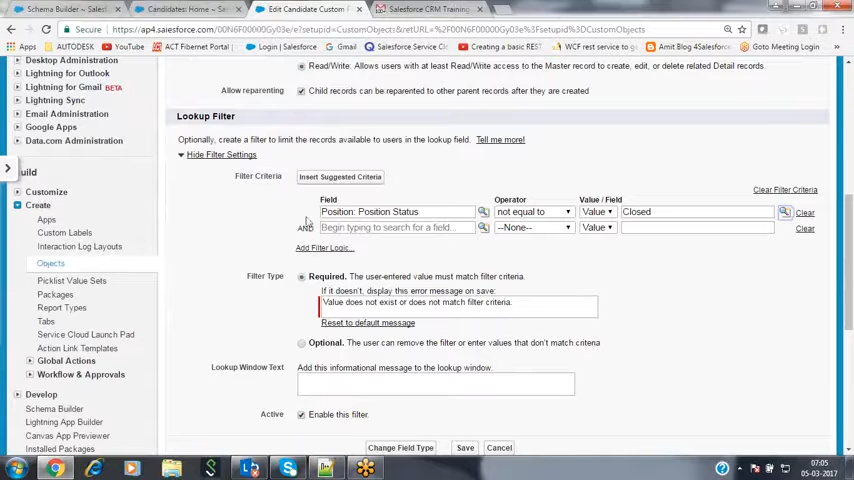 Schema Builder ~ Salesf
Candidates: Home ~ Sale
Edit Candidate Custom F
Salesforce CRM Training
Secure
https://ap4.salesforce.com/00N6F00000Gy03e/e?setupid=CustomObjects&retURL=%2F00N6F00000Gy03e%3Fsetupid%3DCustomObjects
Apps
AUTODESK
ACT Fibernet Portal
Login | Salesforce
Qualcomm
Salesforce Service Clou
Creating a basic REST
WCF rest service to ge
Amit Blog 4Salesforce
Goto Meeting
Desktop Administration
Lightning for Outlook
Lightning for Gmail BETA
Lightning Sync
Email Administration
Google Apps
Data.com Administration
uild
Customize
Create
Apps
Custom Labels
Interaction Log Layouts
Objects
Picklist Value Sets
Packages
Report Types
Tabs
Service Cloud Launch Pad
Action Link Templates
Global Actions
Workflow & Approvals
Develop
Schema Builder
Lightning App Builder
Canvas App Previewer
Installed Packages
Read/Write: Allows users with at least Read/Write access to the Master record to create, edit, or delete related Detail records.
Allow reparenting
Child records can be reparented to other parent records after they are created
Lookup Filter
Optionally, create a filter to limit the records available to users in the lookup field. Tell me more!
Hide Filter Settings
Filter Criteria
Insert Suggested Criteria
Clear Filter Criteria
Field Operator Value / Field
Position: Position Status not equal to Value Closed Clear
AND Begin typing to search for a field... --None-- Value Clear
Add Filter Logic...
Filter Type
Required. The user-entered value must match filter criteria.
If it doesn't, display this error message on save:
Value does not exist or does not match filter criteria.
Reset to default message
Optional. The user can remove the filter or enter values that don't match criteria
Lookup Window Text
Add this informational message to the lookup window.
Active
Enable this filter.
Change Field Type Save Cancel
07:05
05-03-2017